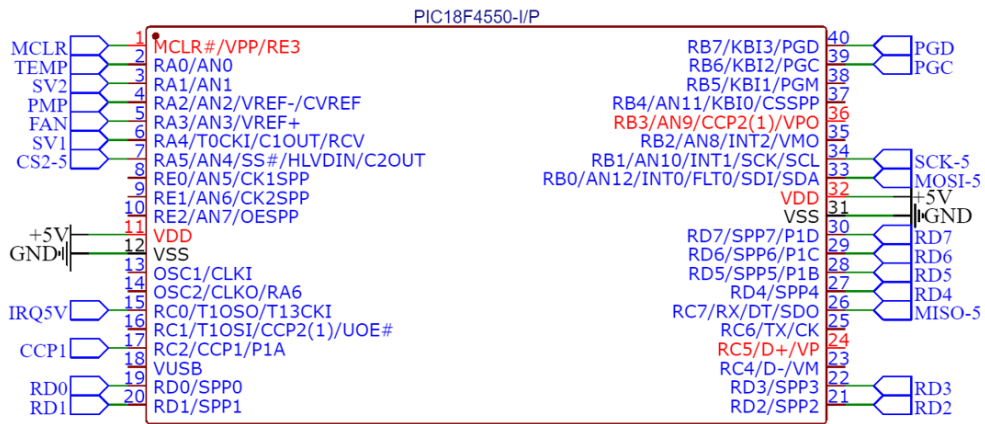 PIC18F4550-I/P
MCLR 1 MCLR#/VPP/RE3 RB7/KBI3/PGD 40 PGD
TEMP 2 RA0/AN0 RB6/KBI2/PGC 39 PGC
SV2 3 RA1/AN1 RB5/KBI1/PGM 38
PMP 4 RA2/AN2/VREF-/CVREF RB4/AN11/KBI0/CSSPP 37
FAN 5 RA3/AN3/VREF+ RB3/AN9/CCP2(1)/VPO 36
SV1 6 RA4/T0CKI/C1OUT/RCV RB2/AN8/INT2/VMO 35
CS2-5 7 RA5/AN4/SS#/HLVDIN/C2OUT RB1/AN10/INT1/SCK/SCL 34 SCK-5
8 RE0/AN5/CK1SPP RB0/AN12/INT0/FLT0/SDI/SDA 33 MOSI-5
9 RE1/AN6/CK2SPP VDD 32 +5V
10 RE2/AN7/OESPP VSS 31 GND
+5V 11 VDD RD7/SPP7/P1D 30 RD7
GND 12 VSS RD6/SPP6/P1C 29 RD6
13 OSC1/CLKI RD5/SPP5/P1B 28 RD5
14 OSC2/CLKO/RA6 RD4/SPP4 27 RD4
IRQ5V 15 RC0/T1OSO/T13CKI RC7/RX/DT/SDO 26 MISO-5
16 RC1/T1OSI/CCP2(1)/UOE# RC6/TX/CK 25
CCP1 17 RC2/CCP1/P1A RC5/D+/VP 24
18 VUSB RC4/D-/VM 23
RD0 19 RD0/SPP0 RD3/SPP3 22 RD3
RD1 20 RD1/SPP1 RD2/SPP2 21 RD2